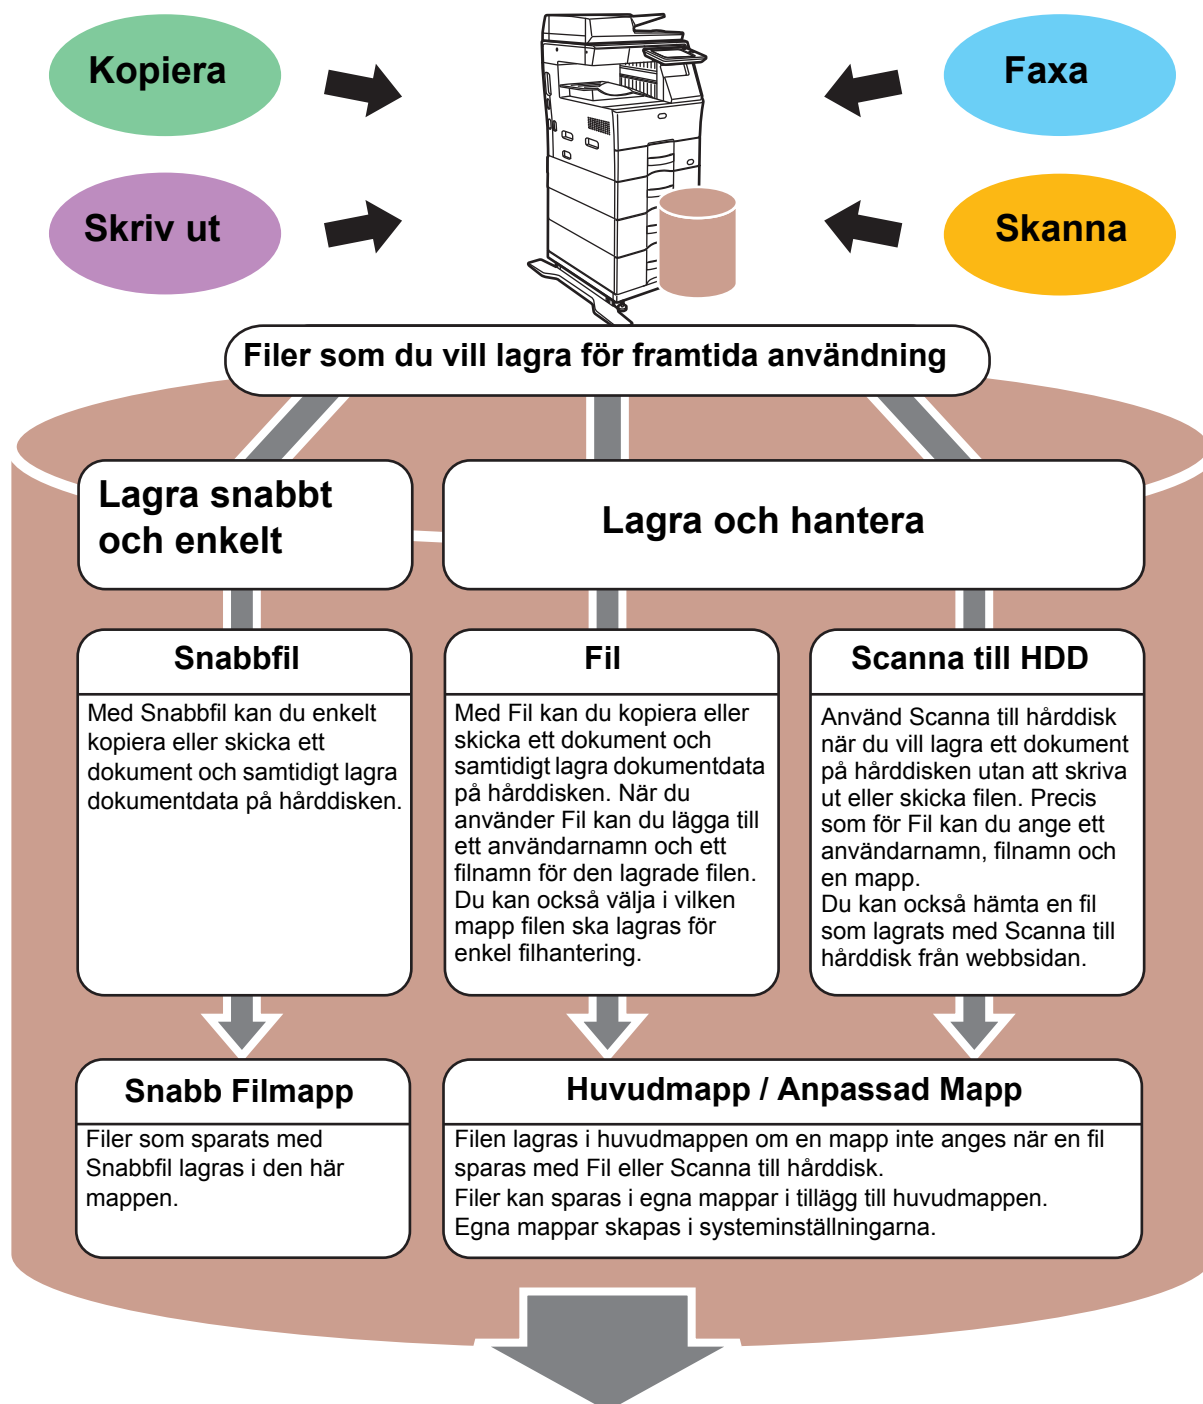 Kopiera
Faxa
Skriv ut
Skanna
Filer som du vill lagra för framtida användning
Lagra snabbt
och enkelt
Lagra och hantera
Snabbfil
Med Snabbfil kan du enkelt
kopiera eller skicka ett
dokument och samtidigt lagra
dokumentdata på hårddisken.
Fil
Med Fil kan du kopiera eller
skicka ett dokument och
samtidigt lagra dokumentdata
på hårddisken. När du
använder Fil kan du lägga till
ett användarnamn och ett
filnamn för den lagrade filen.
Du kan också välja i vilken
mapp filen ska lagras för
enkel filhantering.
Scanna till HDD
Använd Scanna till hårddisk
när du vill lagra ett dokument
på hårddisken utan att skriva
ut eller skicka filen. Precis
som för Fil kan du ange ett
användarnamn, filnamn och
en mapp.
Du kan också hämta en fil
som lagrats med Scanna till
hårddisk från webbsidan.
Snabb Filmapp
Filer som sparats med
Snabbfil lagras i den här
mappen.
Huvudmapp / Anpassad Mapp
Filen lagras i huvudmappen om en mapp inte anges när en fil
sparas med Fil eller Scanna till hårddisk.
Filer kan sparas i egna mappar i tillägg till huvudmappen.
Egna mappar skapas i systeminställningarna.